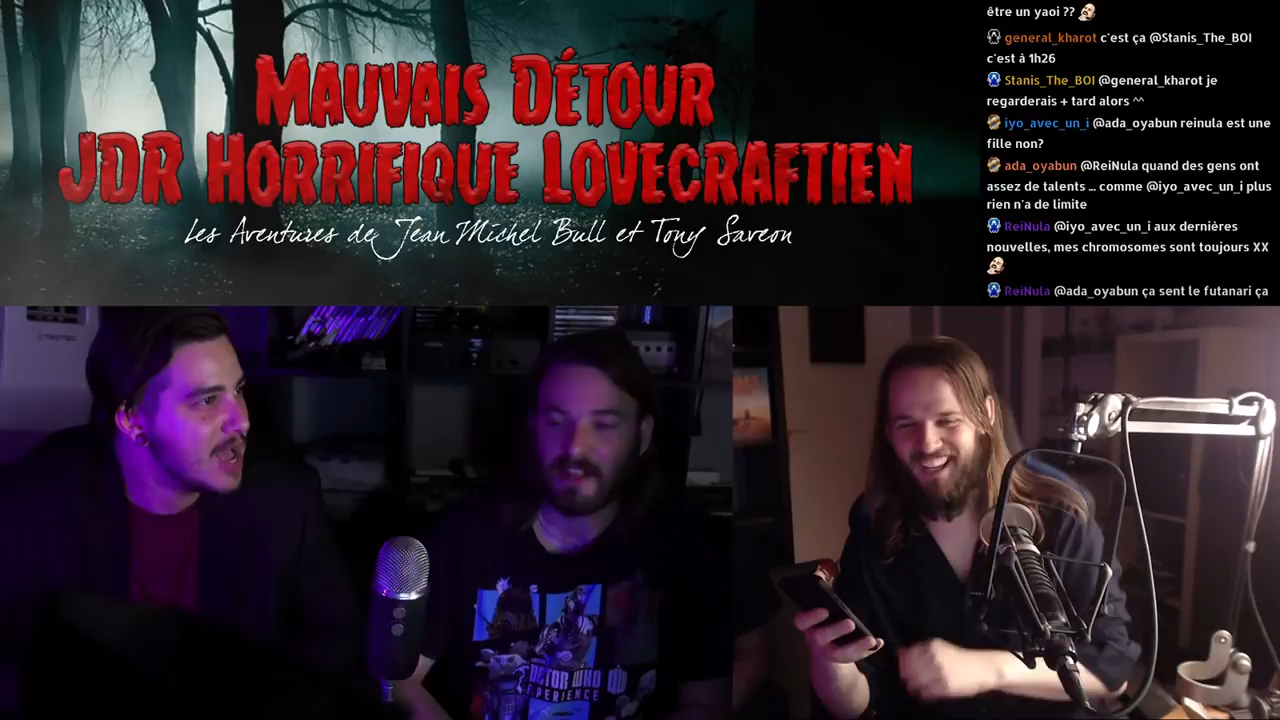 MAUVAIS DÉTOUR
JDR HORRIFIQUE LOVECRAFTIEN
Les Aventures de Jean Michel Bull et Tony Saveon
être un yaoi ??
general_kharot c'est ça @Stanis_The_BOI
c'est à 1h26
Stanis_The_BOI @general_kharot je
regarderais + tard alors ^^
iyo_avec_un_i @ada_oyabun reinula est une
fille non?
ada_oyabun @ReiNula quand des gens ont
assez de talents ... comme @iyo_avec_un_i plus
rien n'a de limite
ReiNula @iyo_avec_un_i aux dernières
nouvelles, mes chromosomes sont toujours XX
ReiNula @ada_oyabun ça sent le futanari ça
TROTEC
WHO
EXPERIENCE